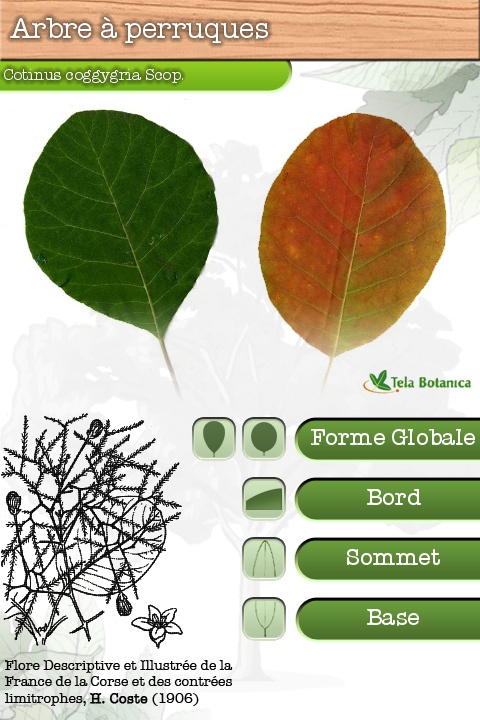 Arbre à perruques
Cotinus coggygria Scop.
Tela Botanica
Forme Globale
Bord
Sommet
Base
Flore Descriptive et Illustrée de la
France de la Corse et des contrées
limitrophes, H. Coste (1906)